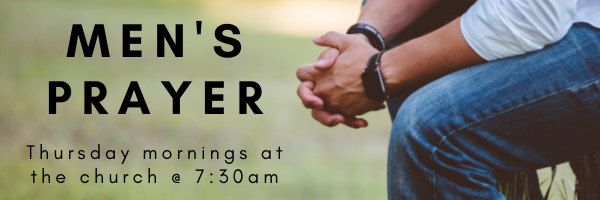 MEN'S
PRAYER
Thursday mornings at
the church @ 7:30am